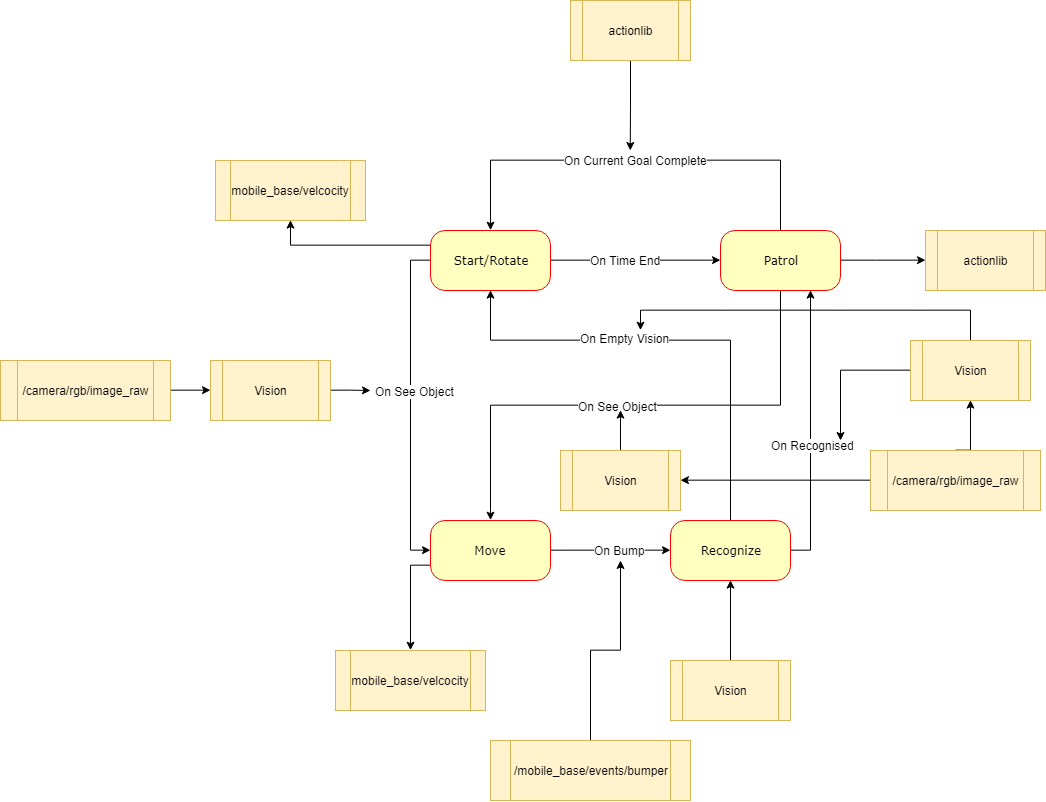 actionlib
On Current Goal Complete
mobile_base/velcocity
Start/Rotate
On Time End
Patrol
actionlib
On Empty Vision
Vision
/camera/rgb/image_raw
Vision
On See Object
On See Object
On Recognised
Vision
/camera/rgb/image_raw
Move
On Bump
Recognize
mobile_base/velcocity
Vision
/mobile_base/events/bumper